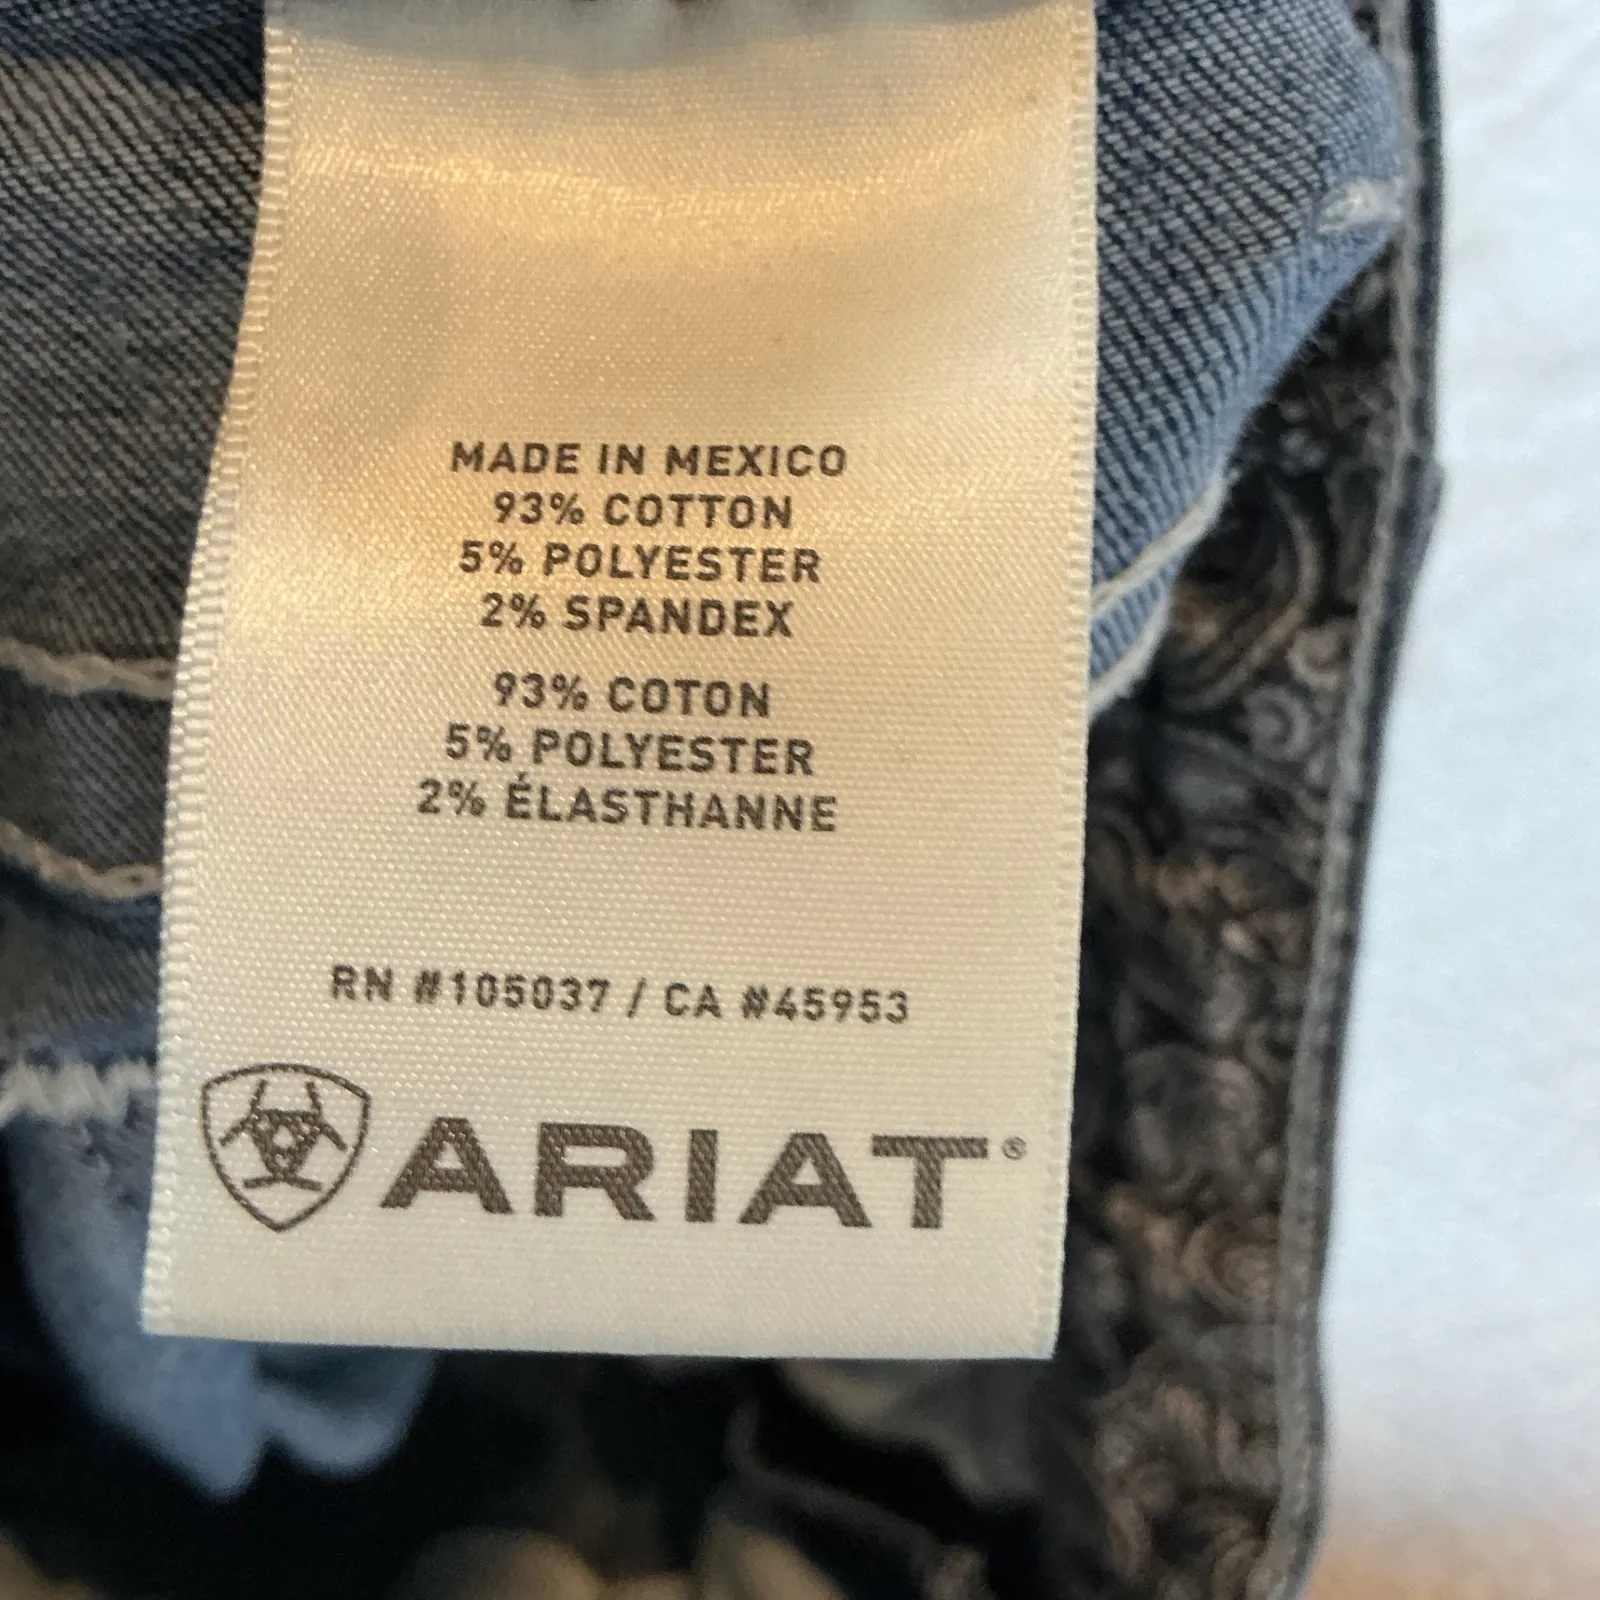 MADE IN MEXICO
93% COTTON
5% POLYESTER
2% SPANDEX
93% COTON
5% POLYESTER
2% ÉLASTHANNE
RN #105037 / CA #45953
ARIAT®